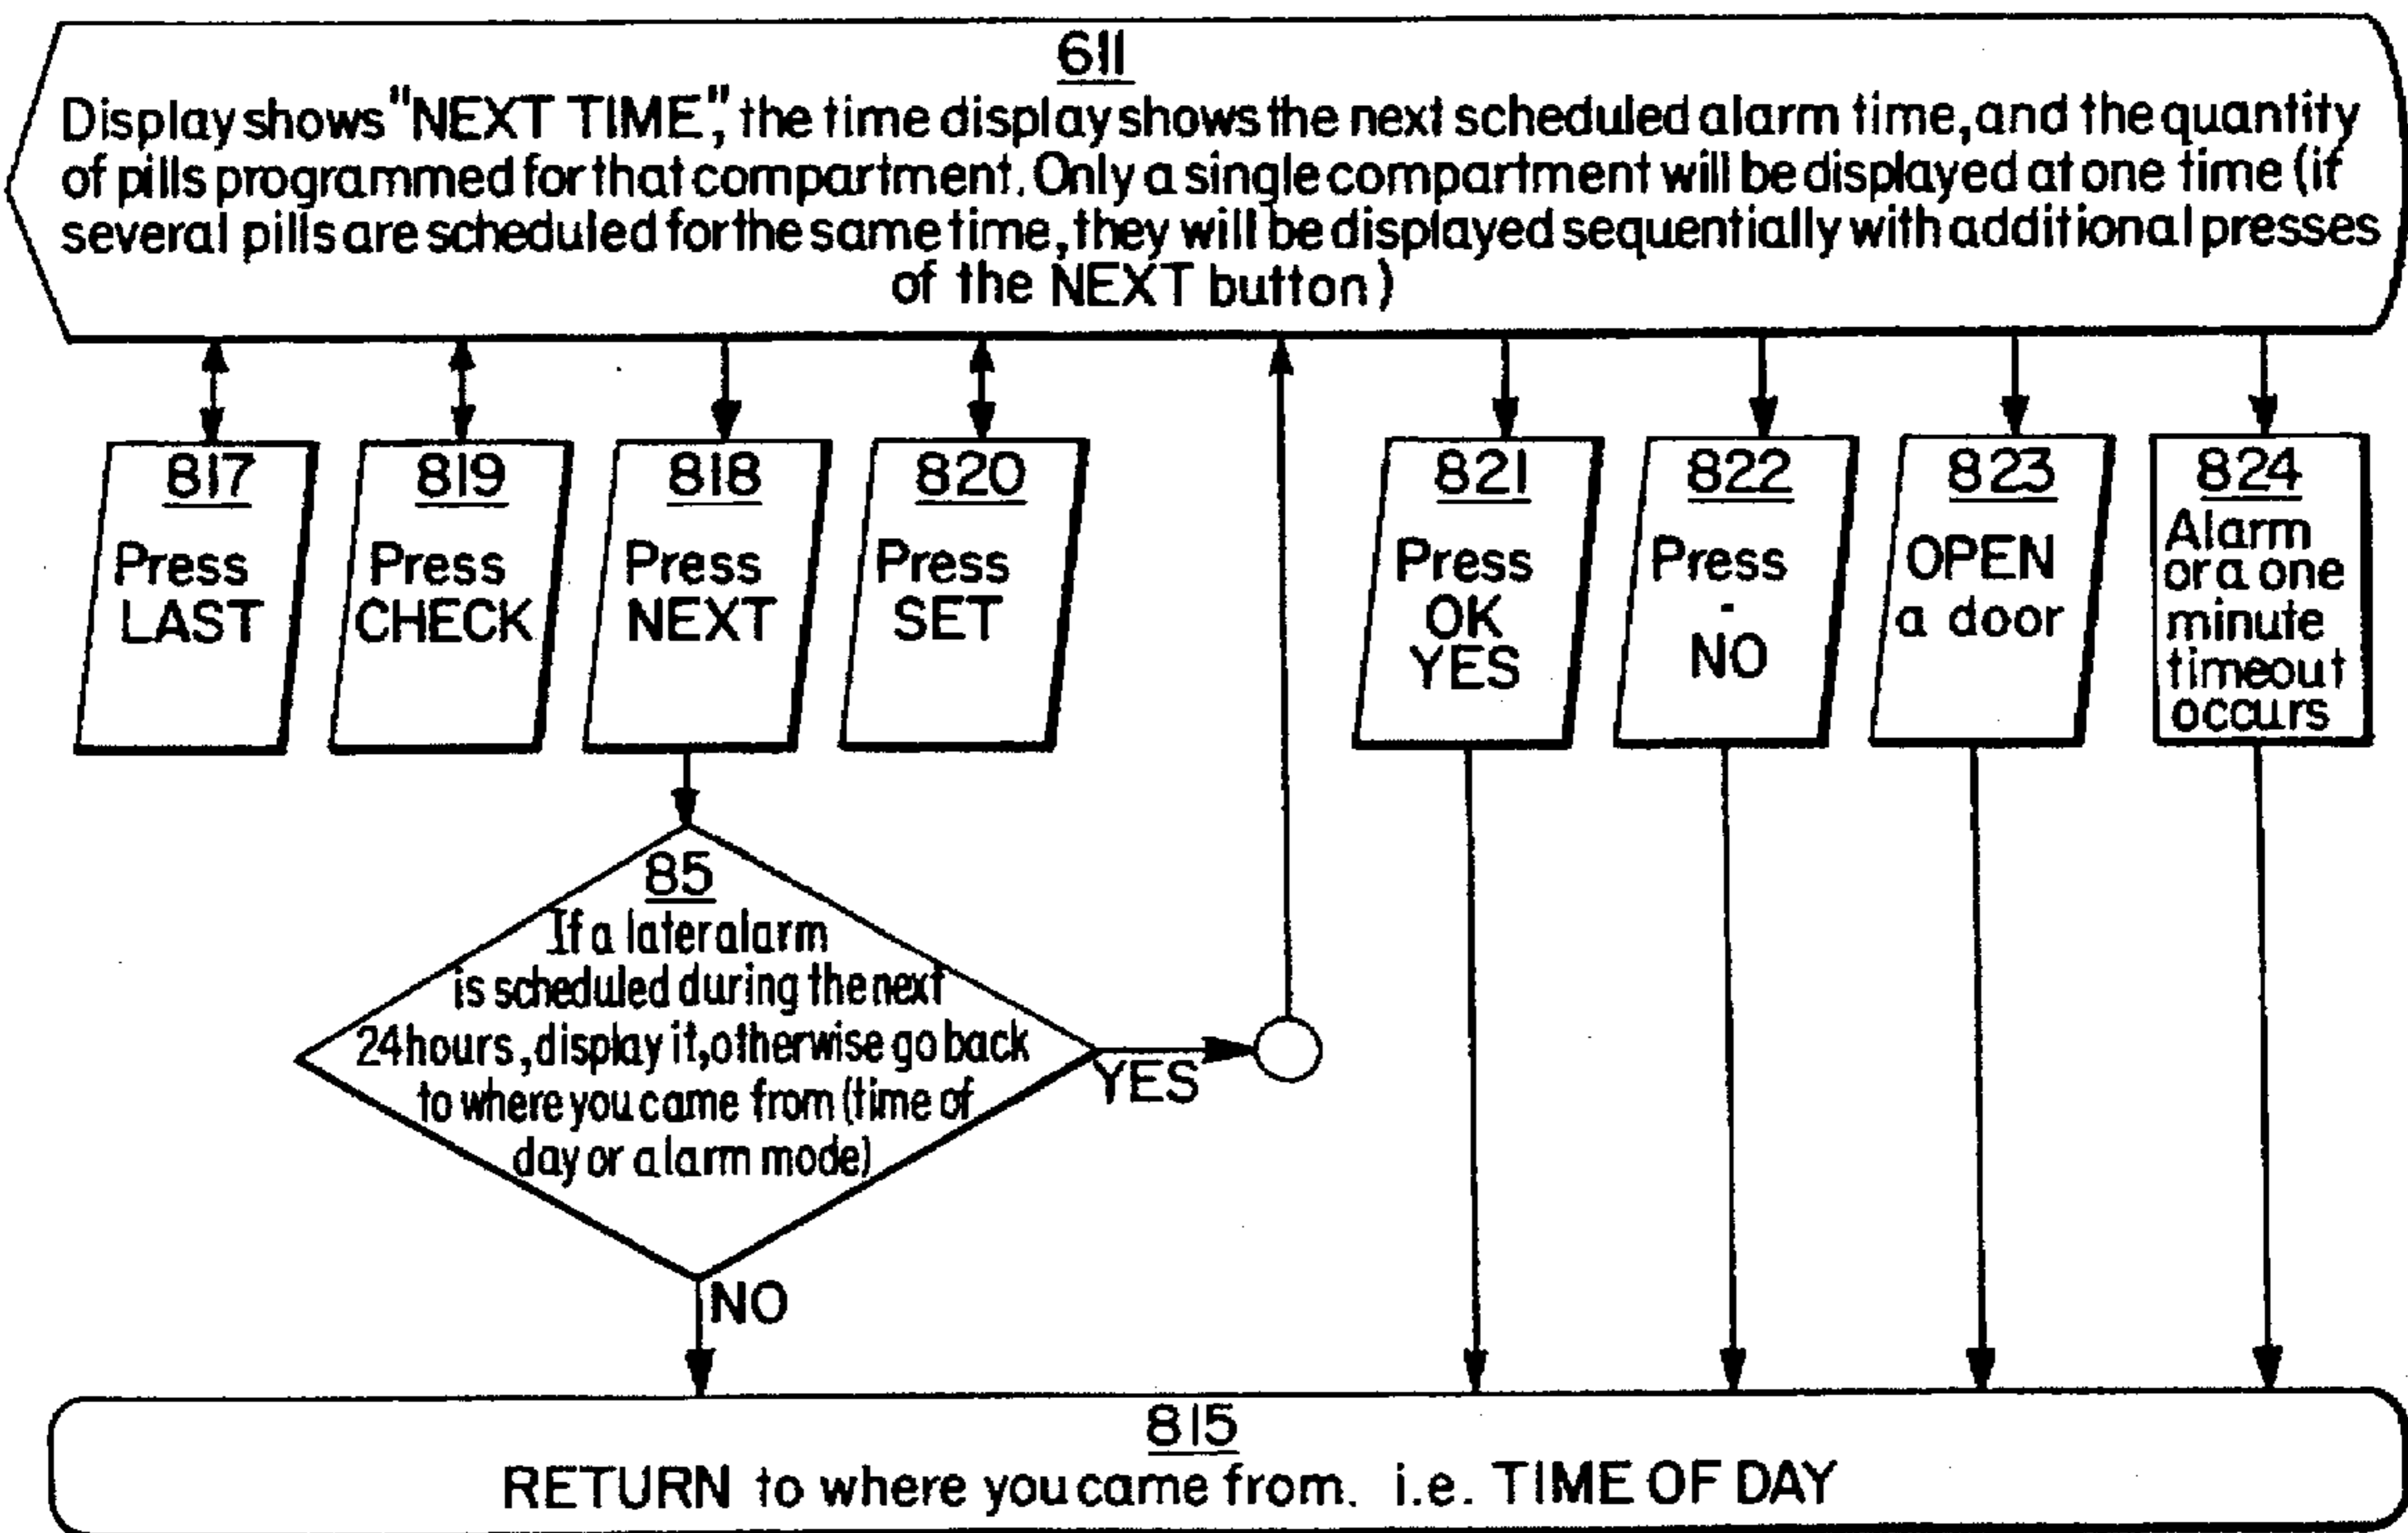 611
Display shows "NEXT TIME", the time display shows the next scheduled alarm time, and the quantity
of pills programmed for that compartment. Only a single compartment will be displayed at one time (if
several pills are scheduled for the same time, they will be displayed sequentially with additional presses
of the NEXT button)
817
Press
LAST
819
Press
CHECK
818
Press
NEXT
820
Press
SET
821
Press
OK
YES
822
Press
-
NO
823
OPEN
a door
824
Alarm
or a one
minute
timeout
occurs
85
If a later alarm
is scheduled during the next
24 hours, display it, otherwise go back
to where you came from (time of
day or alarm mode)
YES
NO
815
RETURN to where you came from. i.e. TIME OF DAY